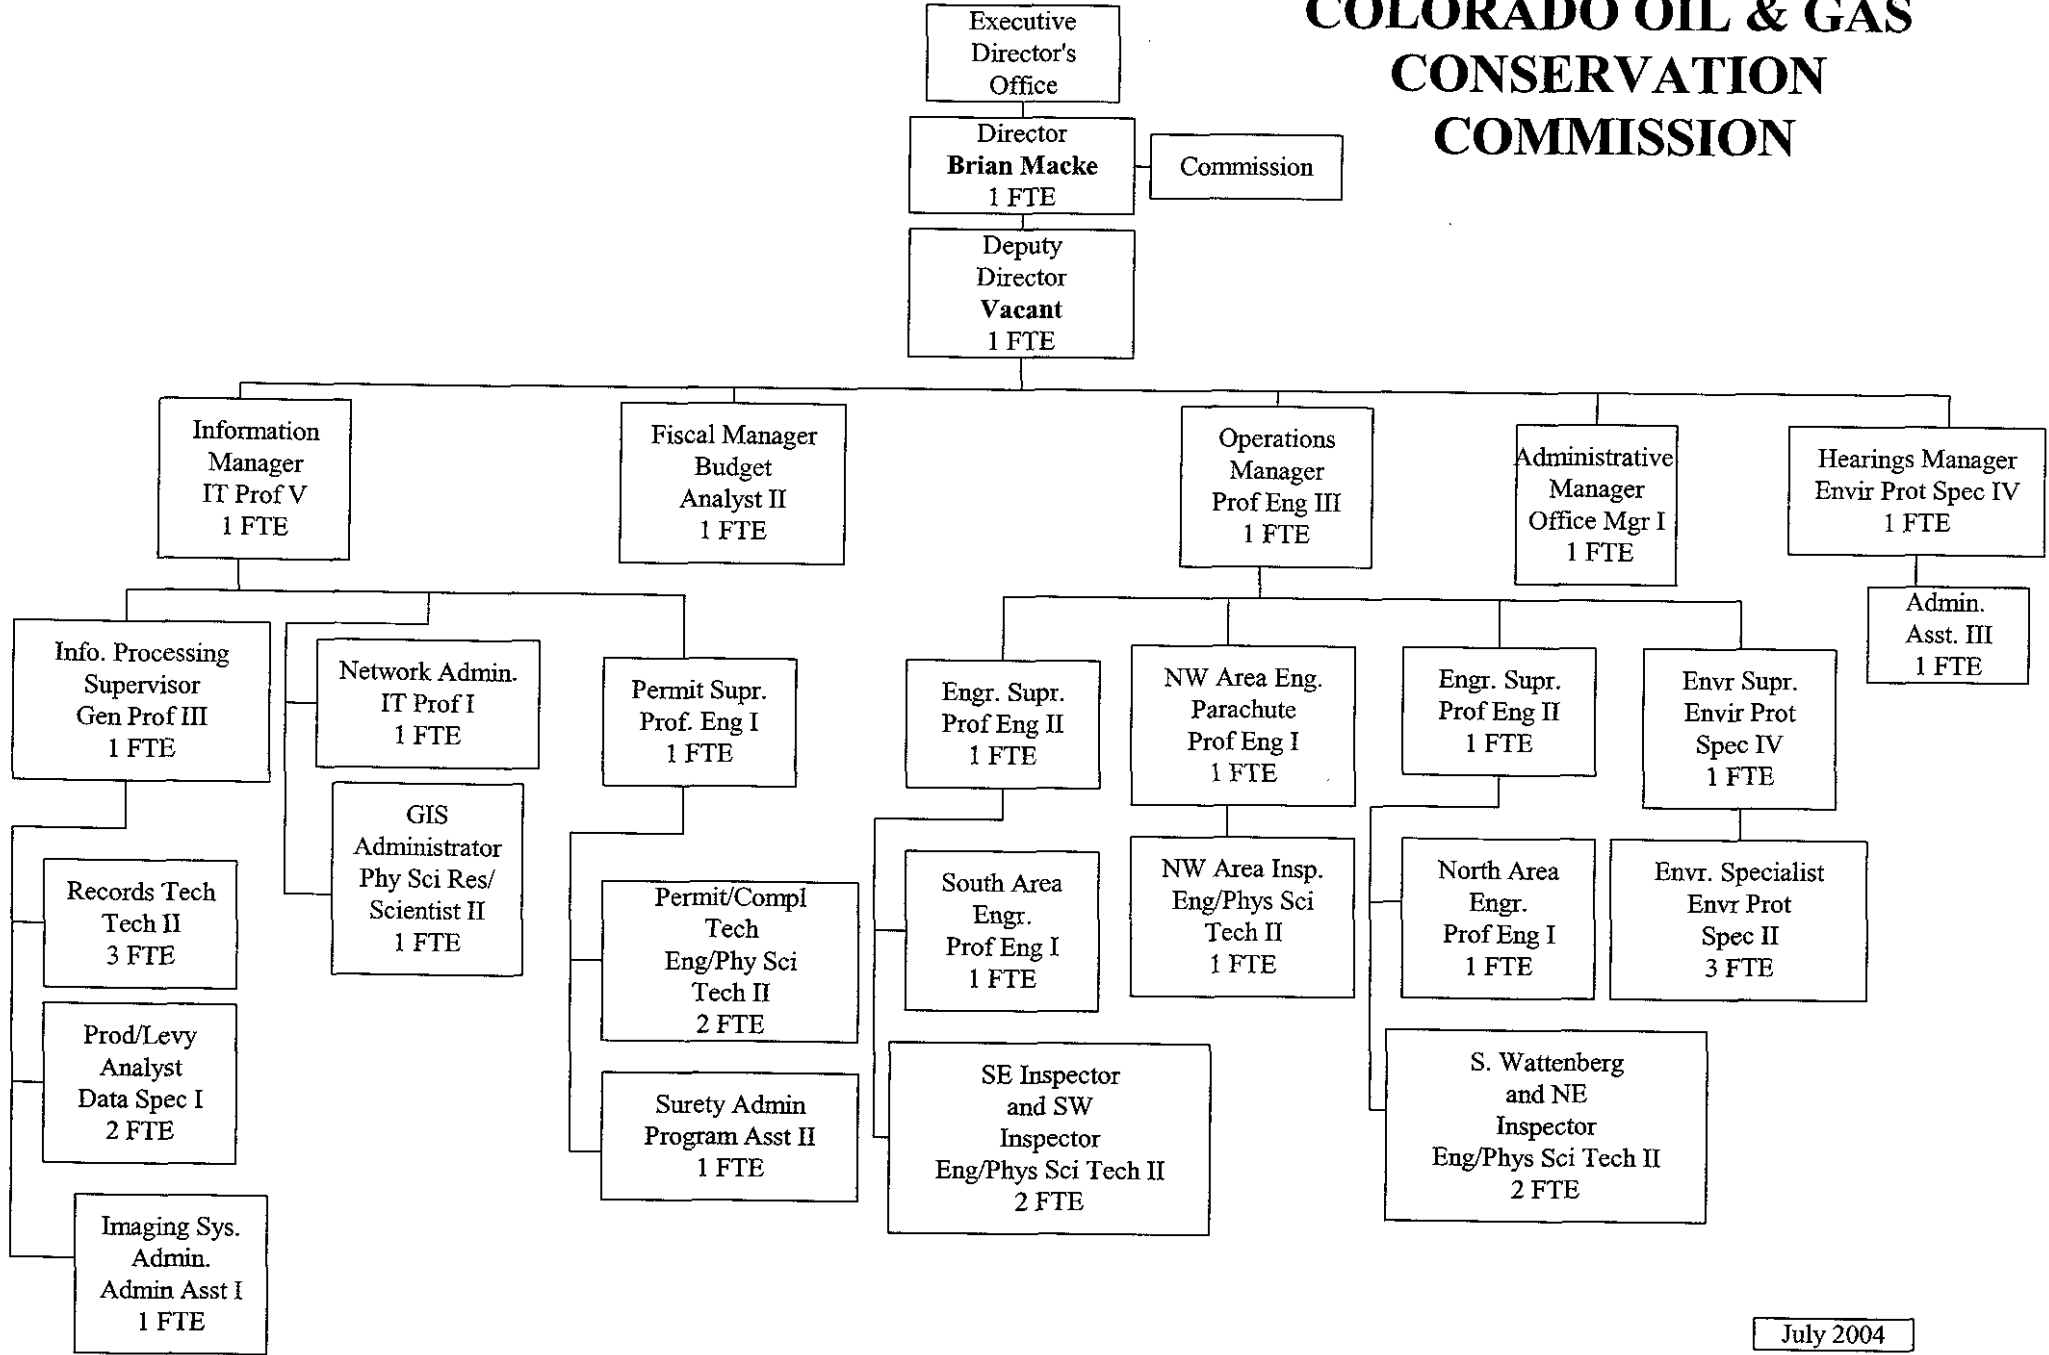 COLORADO OIL & GAS
CONSERVATION
COMMISSION
Executive
Director's
Office
Director
Brian Macke
1 FTE
Commission
Deputy
Director
Vacant
1 FTE
Information
Manager
IT Prof V
1 FTE
Fiscal Manager
Budget
Analyst II
1 FTE
Operations
Manager
Prof Eng III
1 FTE
Administrative
Manager
Office Mgr I
1 FTE
Hearings Manager
Envir Prot Spec IV
1 FTE
Admin.
Asst. III
1 FTE
Info. Processing
Supervisor
Gen Prof III
1 FTE
Network Admin.
IT Prof I
1 FTE
Permit Supr.
Prof. Eng I
1 FTE
Engr. Supr.
Prof Eng II
1 FTE
NW Area Eng.
Parachute
Prof Eng I
1 FTE
Engr. Supr.
Prof Eng II
1 FTE
Envr Supr.
Envir Prot
Spec IV
1 FTE
GIS
Administrator
Phy Sci Res/
Scientist II
1 FTE
Records Tech
Tech II
3 FTE
Permit/Compl
Tech
Eng/Phy Sci
Tech II
2 FTE
South Area
Engr.
Prof Eng I
1 FTE
NW Area Insp.
Eng/Phys Sci
Tech II
1 FTE
North Area
Engr.
Prof Eng I
1 FTE
Envr. Specialist
Envr Prot
Spec II
3 FTE
Prod/Levy
Analyst
Data Spec I
2 FTE
Surety Admin
Program Asst II
1 FTE
SE Inspector
and SW
Inspector
Eng/Phys Sci Tech II
2 FTE
S. Wattenberg
and NE
Inspector
Eng/Phys Sci Tech II
2 FTE
Imaging Sys.
Admin.
Admin Asst I
1 FTE
July 2004